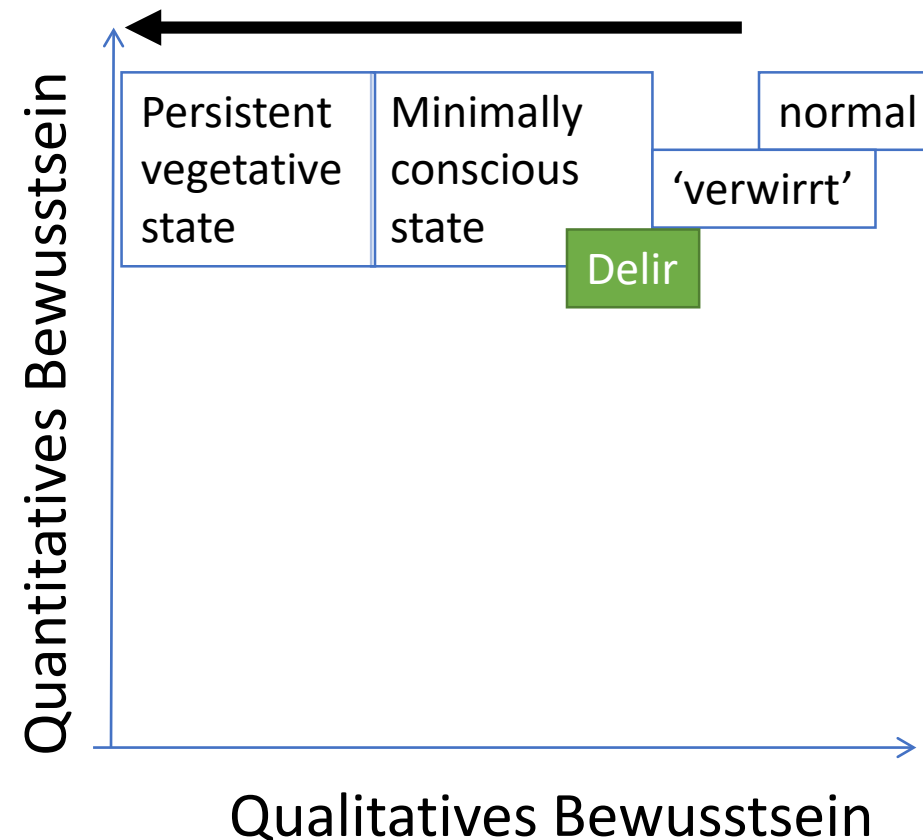 Quantitatives Bewusstsein
Persistent
vegetative
state
Minimally
conscious
state
normal
‘verwirrt’
Delir
Qualitatives Bewusstsein